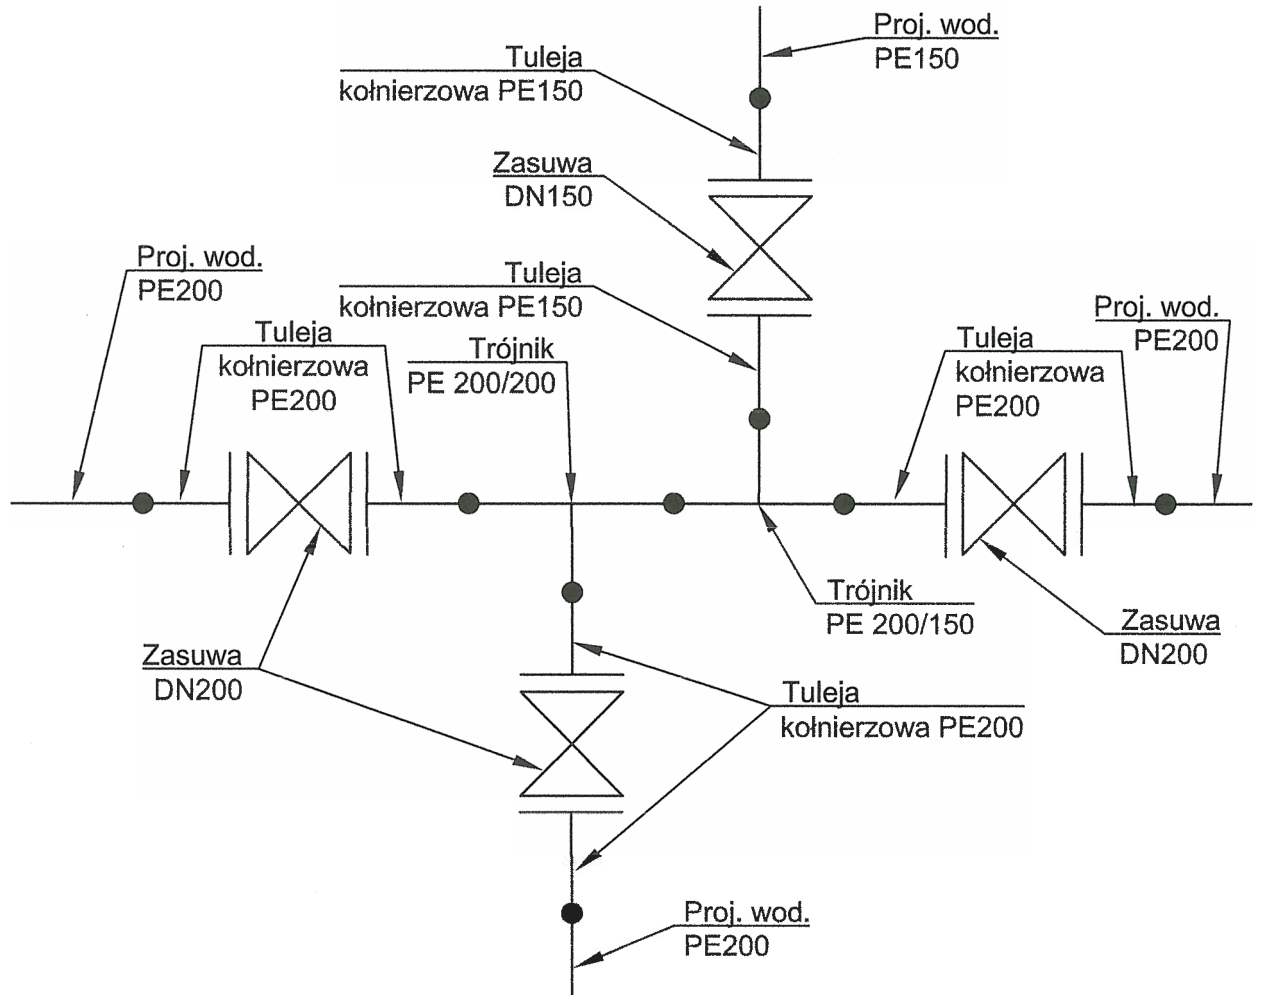 Proj. wod.
PE150
Tuleja
kołnierzowa PE150
Zasuwa
DN150
Proj. wod.
PE200
Tuleja
kołnierzowa PE150
Proj. wod.
PE200
Tuleja
kołnierzowa
PE200
Trójnik
PE 200/200
Tuleja
kołnierzowa
PE200
Trójnik
PE 200/150
Zasuwa
DN200
Zasuwa
DN200
Tuleja
kołnierzowa PE200
Proj. wod.
PE200